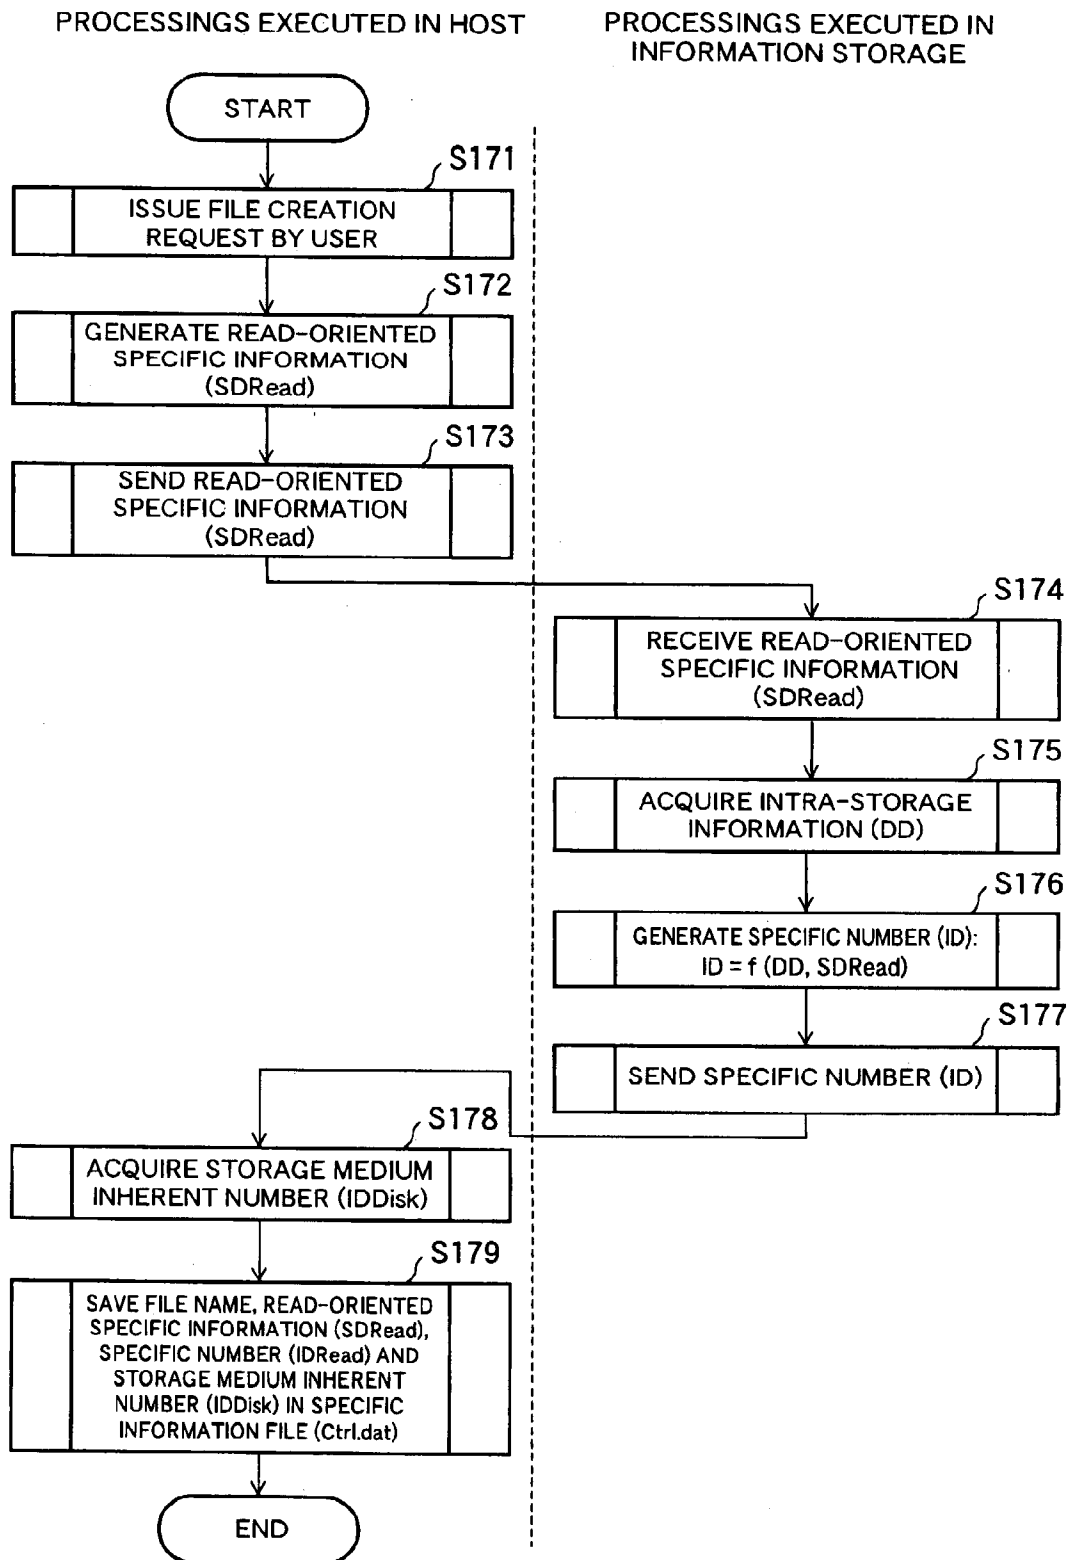 PROCESSINGS EXECUTED IN HOST
PROCESSINGS EXECUTED IN
INFORMATION STORAGE
START
S171
ISSUE FILE CREATION
REQUEST BY USER
S172
GENERATE READ-ORIENTED
SPECIFIC INFORMATION
(SDRead)
S173
SEND READ-ORIENTED
SPECIFIC INFORMATION
(SDRead)
S174
RECEIVE READ-ORIENTED
SPECIFIC INFORMATION
(SDRead)
S175
ACQUIRE INTRA-STORAGE
INFORMATION (DD)
S176
GENERATE SPECIFIC NUMBER (ID):
ID = f (DD, SDRead)
S177
SEND SPECIFIC NUMBER (ID)
S178
ACQUIRE STORAGE MEDIUM
INHERENT NUMBER (IDDisk)
S179
SAVE FILE NAME, READ-ORIENTED
SPECIFIC INFORMATION (SDRead),
SPECIFIC NUMBER (IDRead) AND
STORAGE MEDIUM INHERENT
NUMBER (IDDisk) IN SPECIFIC
INFORMATION FILE (Ctrl.dat)
END